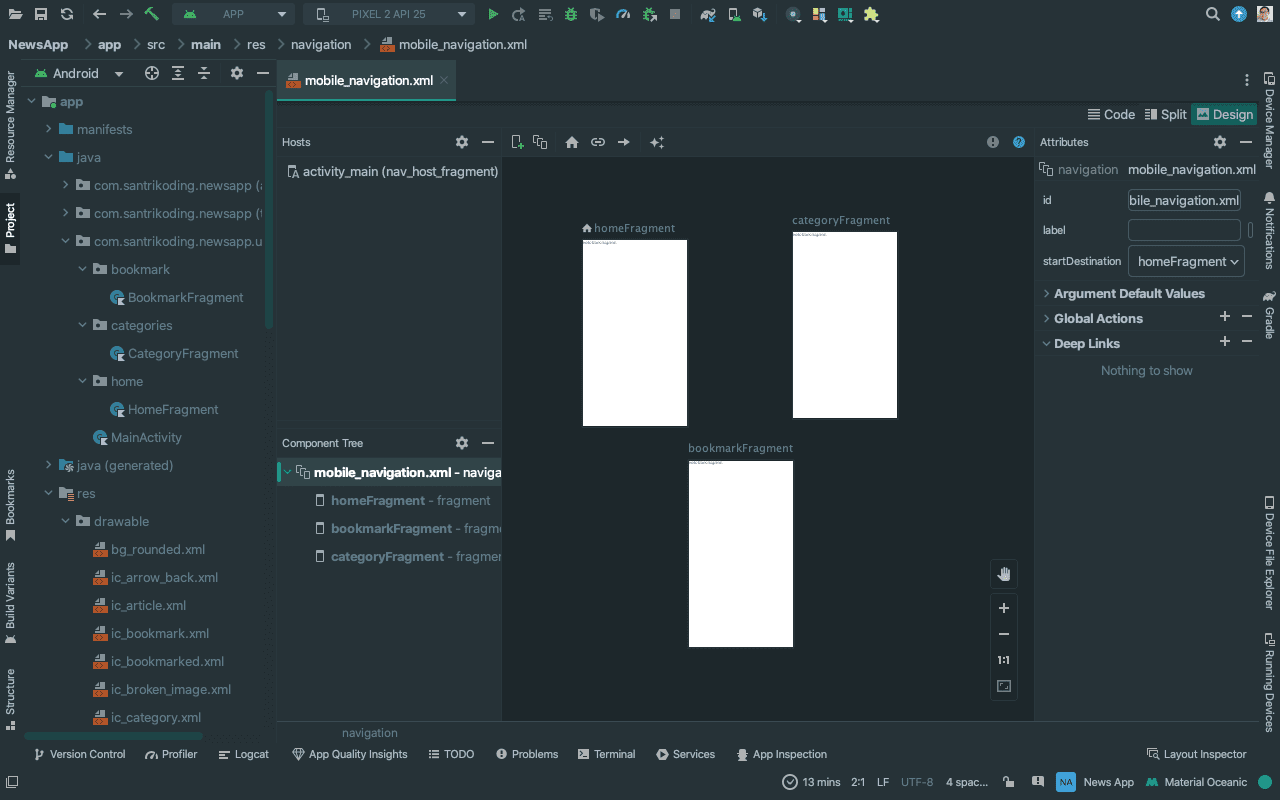 APP
PIXEL 2 API 25
NewsApp
app
src
main
res
navigation
mobile_navigation.xml
Resource Manager
Project
Bookmarks
Build Variants
Structure
Android
app
manifests
java
com.santrikoding.newsapp (a
com.santrikoding.newsapp (t
com.santrikoding.newsapp.u
bookmark
BookmarkFragment
categories
CategoryFragment
home
HomeFragment
MainActivity
java (generated)
res
drawable
bg_rounded.xml
ic_arrow_back.xml
ic_article.xml
ic_bookmark.xml
ic_bookmarked.xml
ic_broken_image.xml
ic_category.xml
mobile_navigation.xml
Code
Split
Design
Hosts
activity_main (nav_host_fragment)
Component Tree
mobile_navigation.xml - naviga
homeFragment - fragment
bookmarkFragment - fragme
categoryFragment - fragmen
homeFragment
categoryFragment
bookmarkFragment
1:1
navigation
Attributes
navigation
mobile_navigation.xml
id
bile_navigation.xml
label
startDestination
homeFragment
Argument Default Values
Global Actions
Deep Links
Nothing to show
Device Manager
Notifications
Gradle
Device File Explorer
Running Devices
Version Control
Profiler
Logcat
App Quality Insights
TODO
Problems
Terminal
Services
App Inspection
Layout Inspector
13 mins
2:1
LF
UTF-8
4 spac...
NA
News App
Material Oceanic